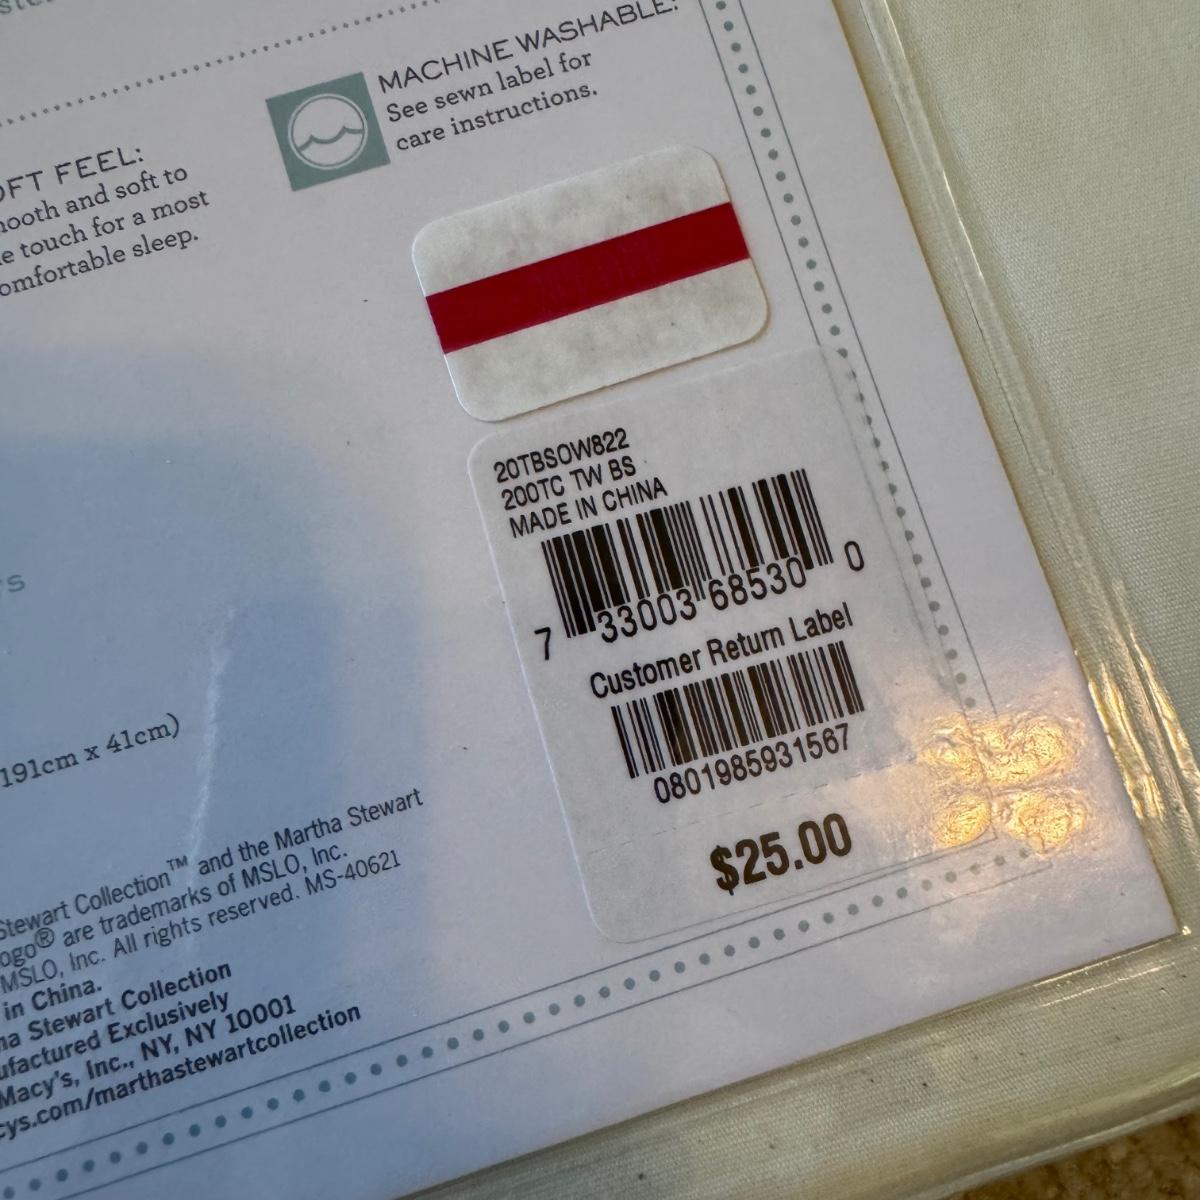 MACHINE WASHABLE:
See sewn label for
care instructions.
FT FEEL:
nooth and soft to
e touch for a most
omfortable sleep.
20TBSOW822
200TC TW BS
MADE IN CHINA
7 33003 68530 0
Customer Return Label
0801985931567
$25.00
191cm x 41cm)
Stewart Collection™ and the Martha Stewart
ogo® are trademarks of MSLO, Inc.
MSLO, Inc. All rights reserved. MS-40621
in China.
ha Stewart Collection
ufactured Exclusively
Macy's, Inc., NY, NY 10001
cys.com/marthastewartcollection